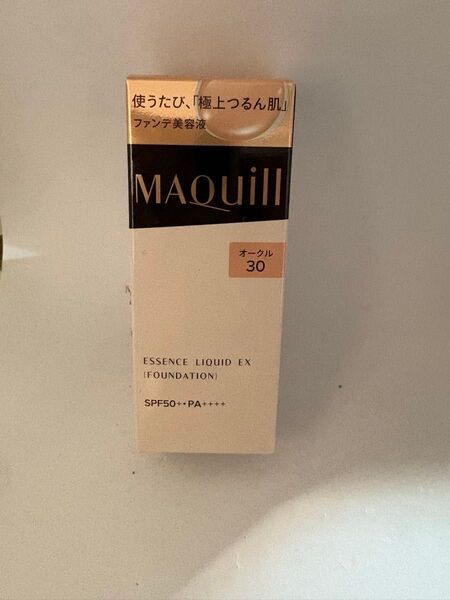 使うたび、「極上つるん肌」
ファンデ美容液
MAQuill
オークル
30
ESSENCE LIQUID EX
(FOUNDATION)
SPF50+・PA++++